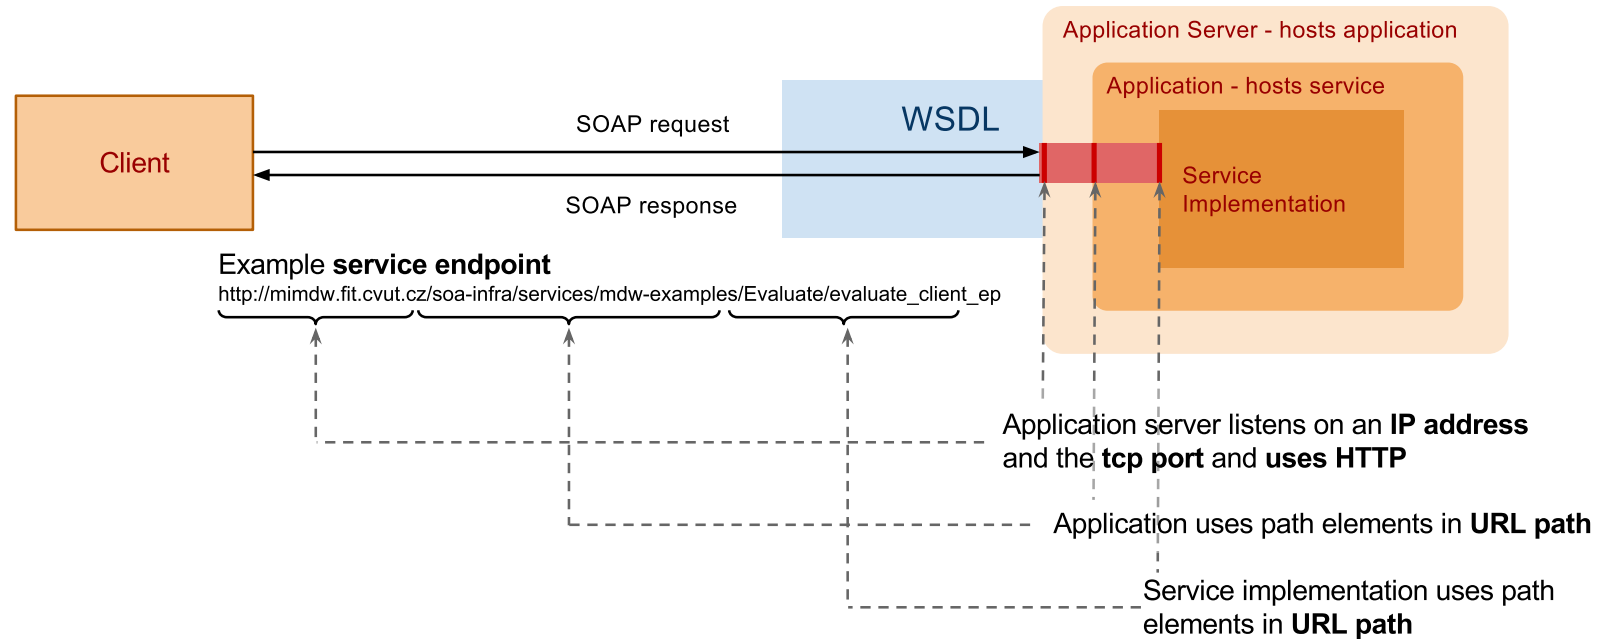 Application Server - hosts application
Application - hosts service
WSDL
SOAP request
Client
Service
Implementation
SOAP response
Example service endpoint
http://mimdw.fit.cvut.cz/soa-infra/services/mdw-examples/Evaluate/evaluate_client_ep
Application server listens on an IP address
and the tcp port and uses HTTP
Application uses path elements in URL path
Service implementation uses path
elements in URL path